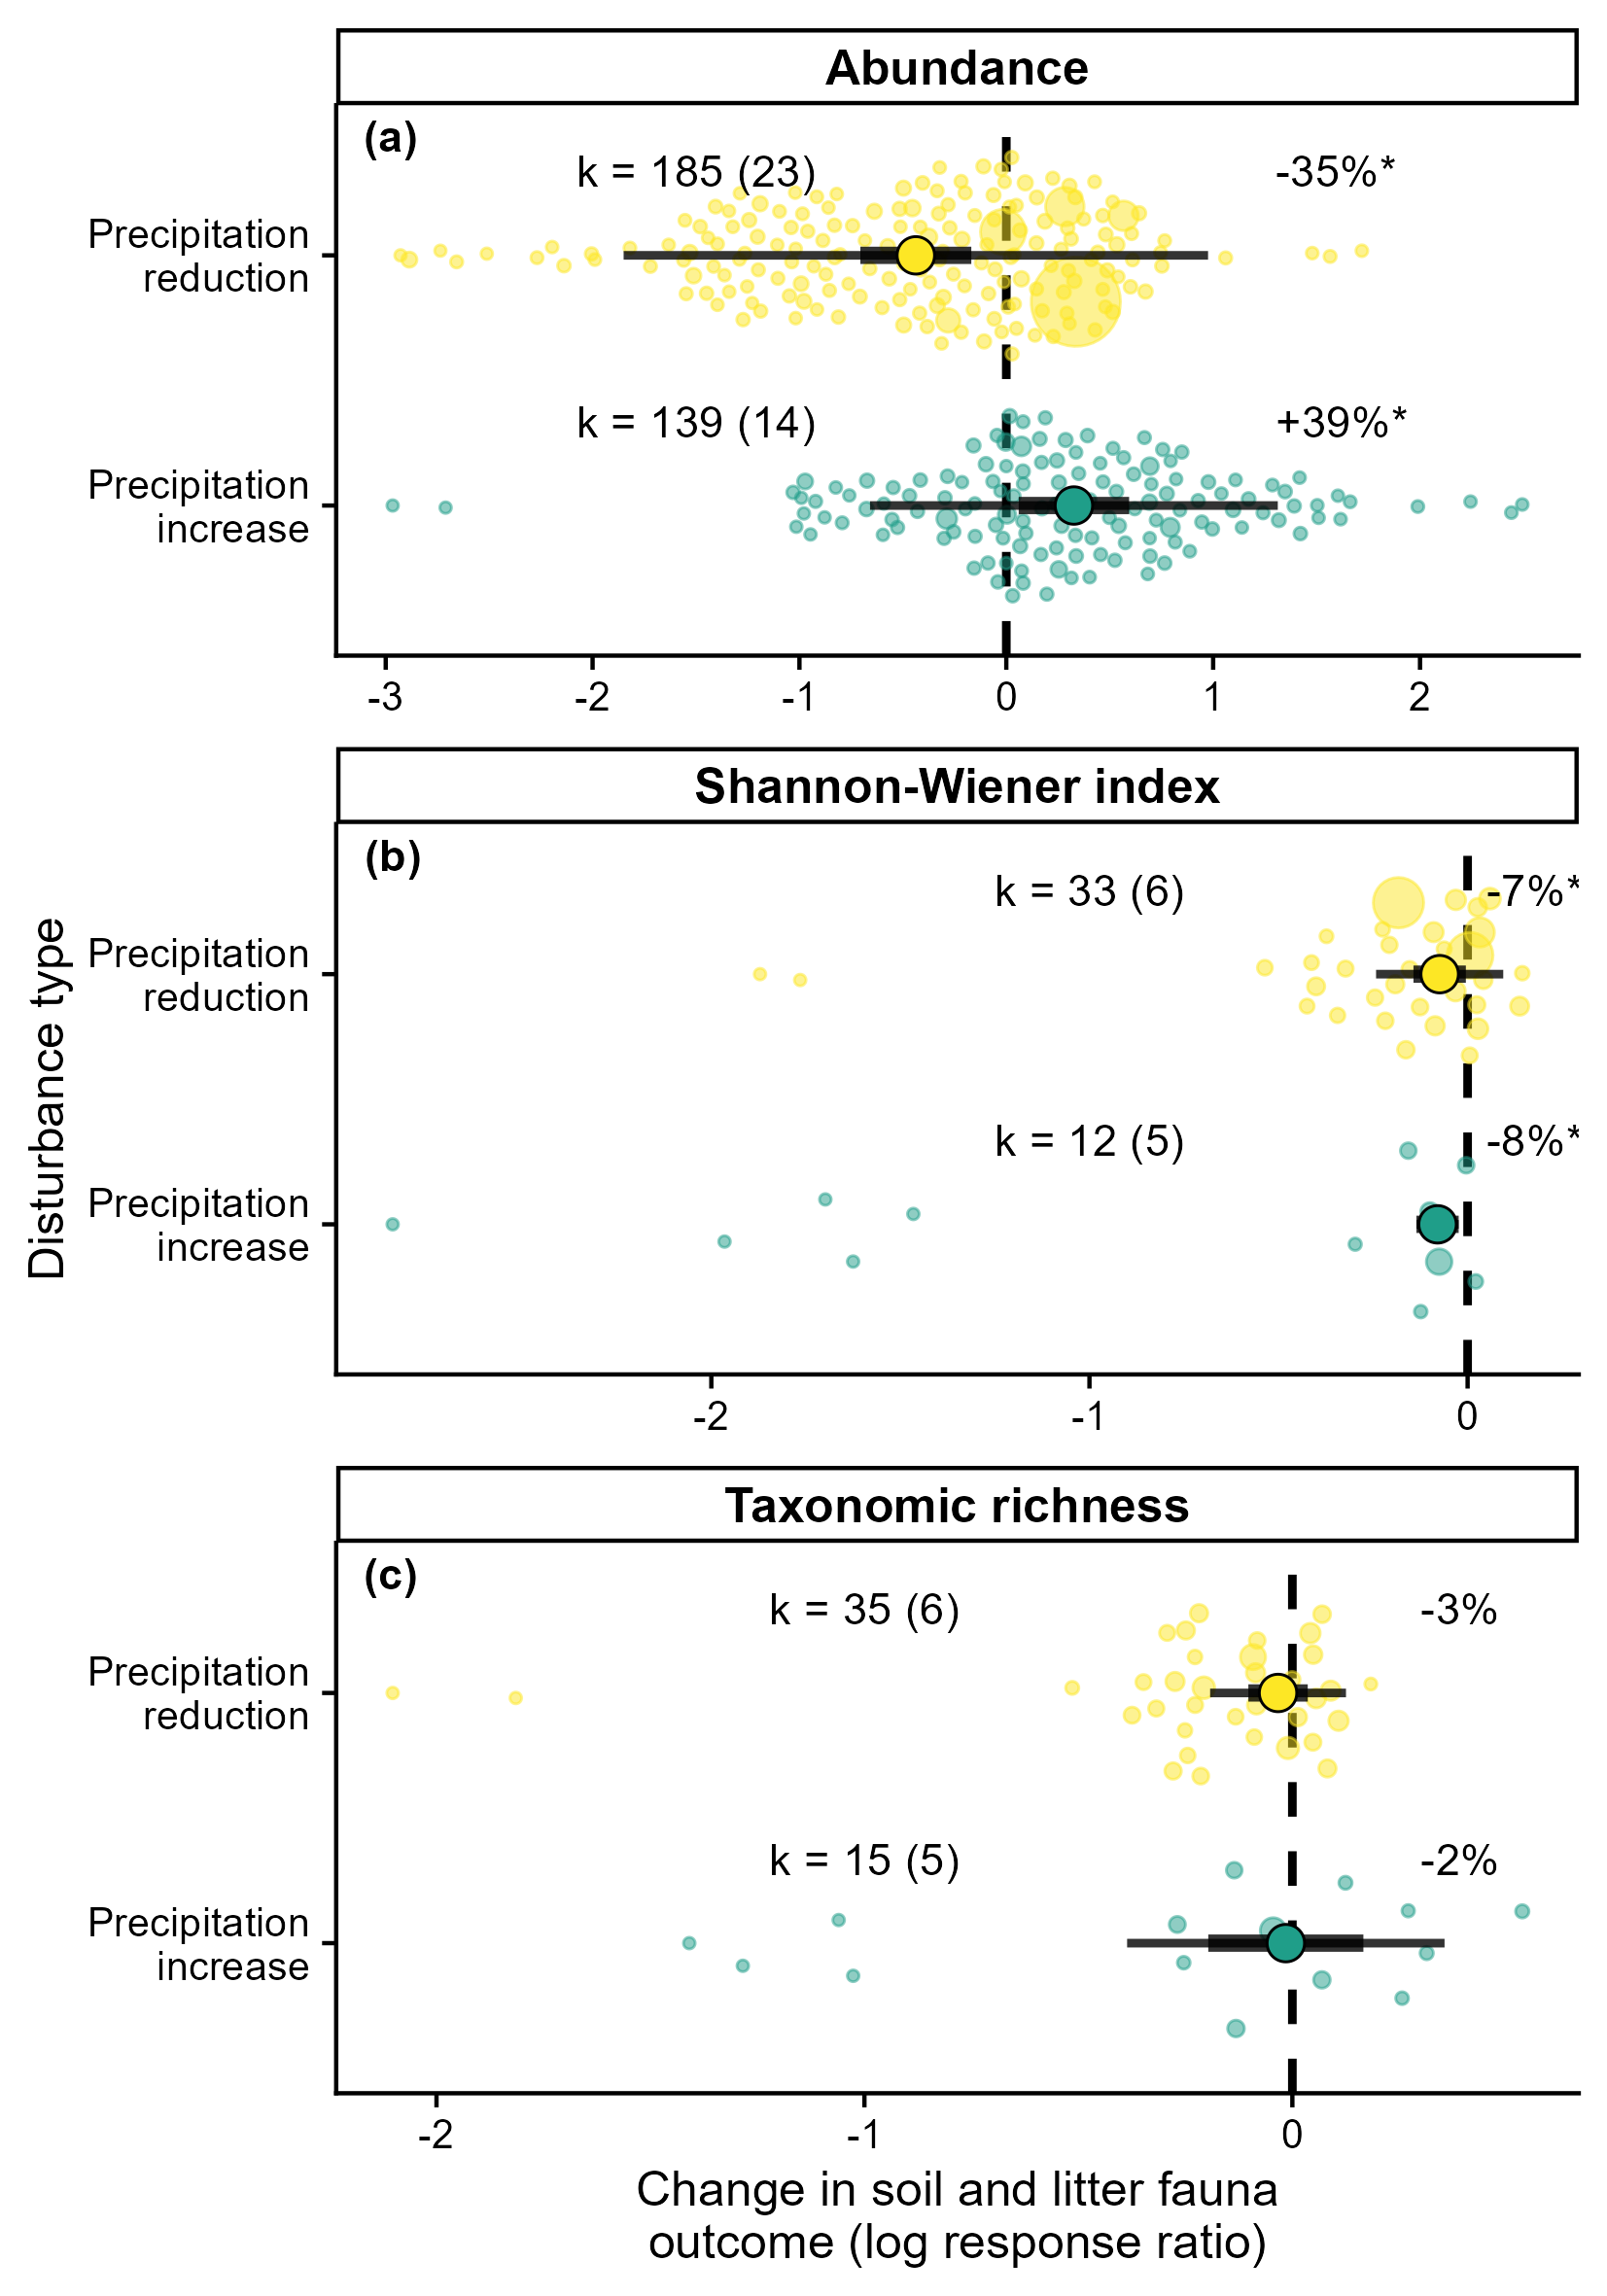 Abundance
(a)
k = 185 (23)
-35%*
Precipitation
reduction
k = 139 (14)
+39%*
Precipitation
increase
-3 -2 -1 0 1 2
Shannon-Wiener index
(b)
k = 33 (6)
-7%*
Precipitation
reduction
k = 12 (5)
-8%*
Precipitation
increase
-2 -1 0
Disturbance type
Taxonomic richness
(c)
k = 35 (6)
-3%
Precipitation
reduction
k = 15 (5)
-2%
Precipitation
increase
-2 -1 0
Change in soil and litter fauna
outcome (log response ratio)